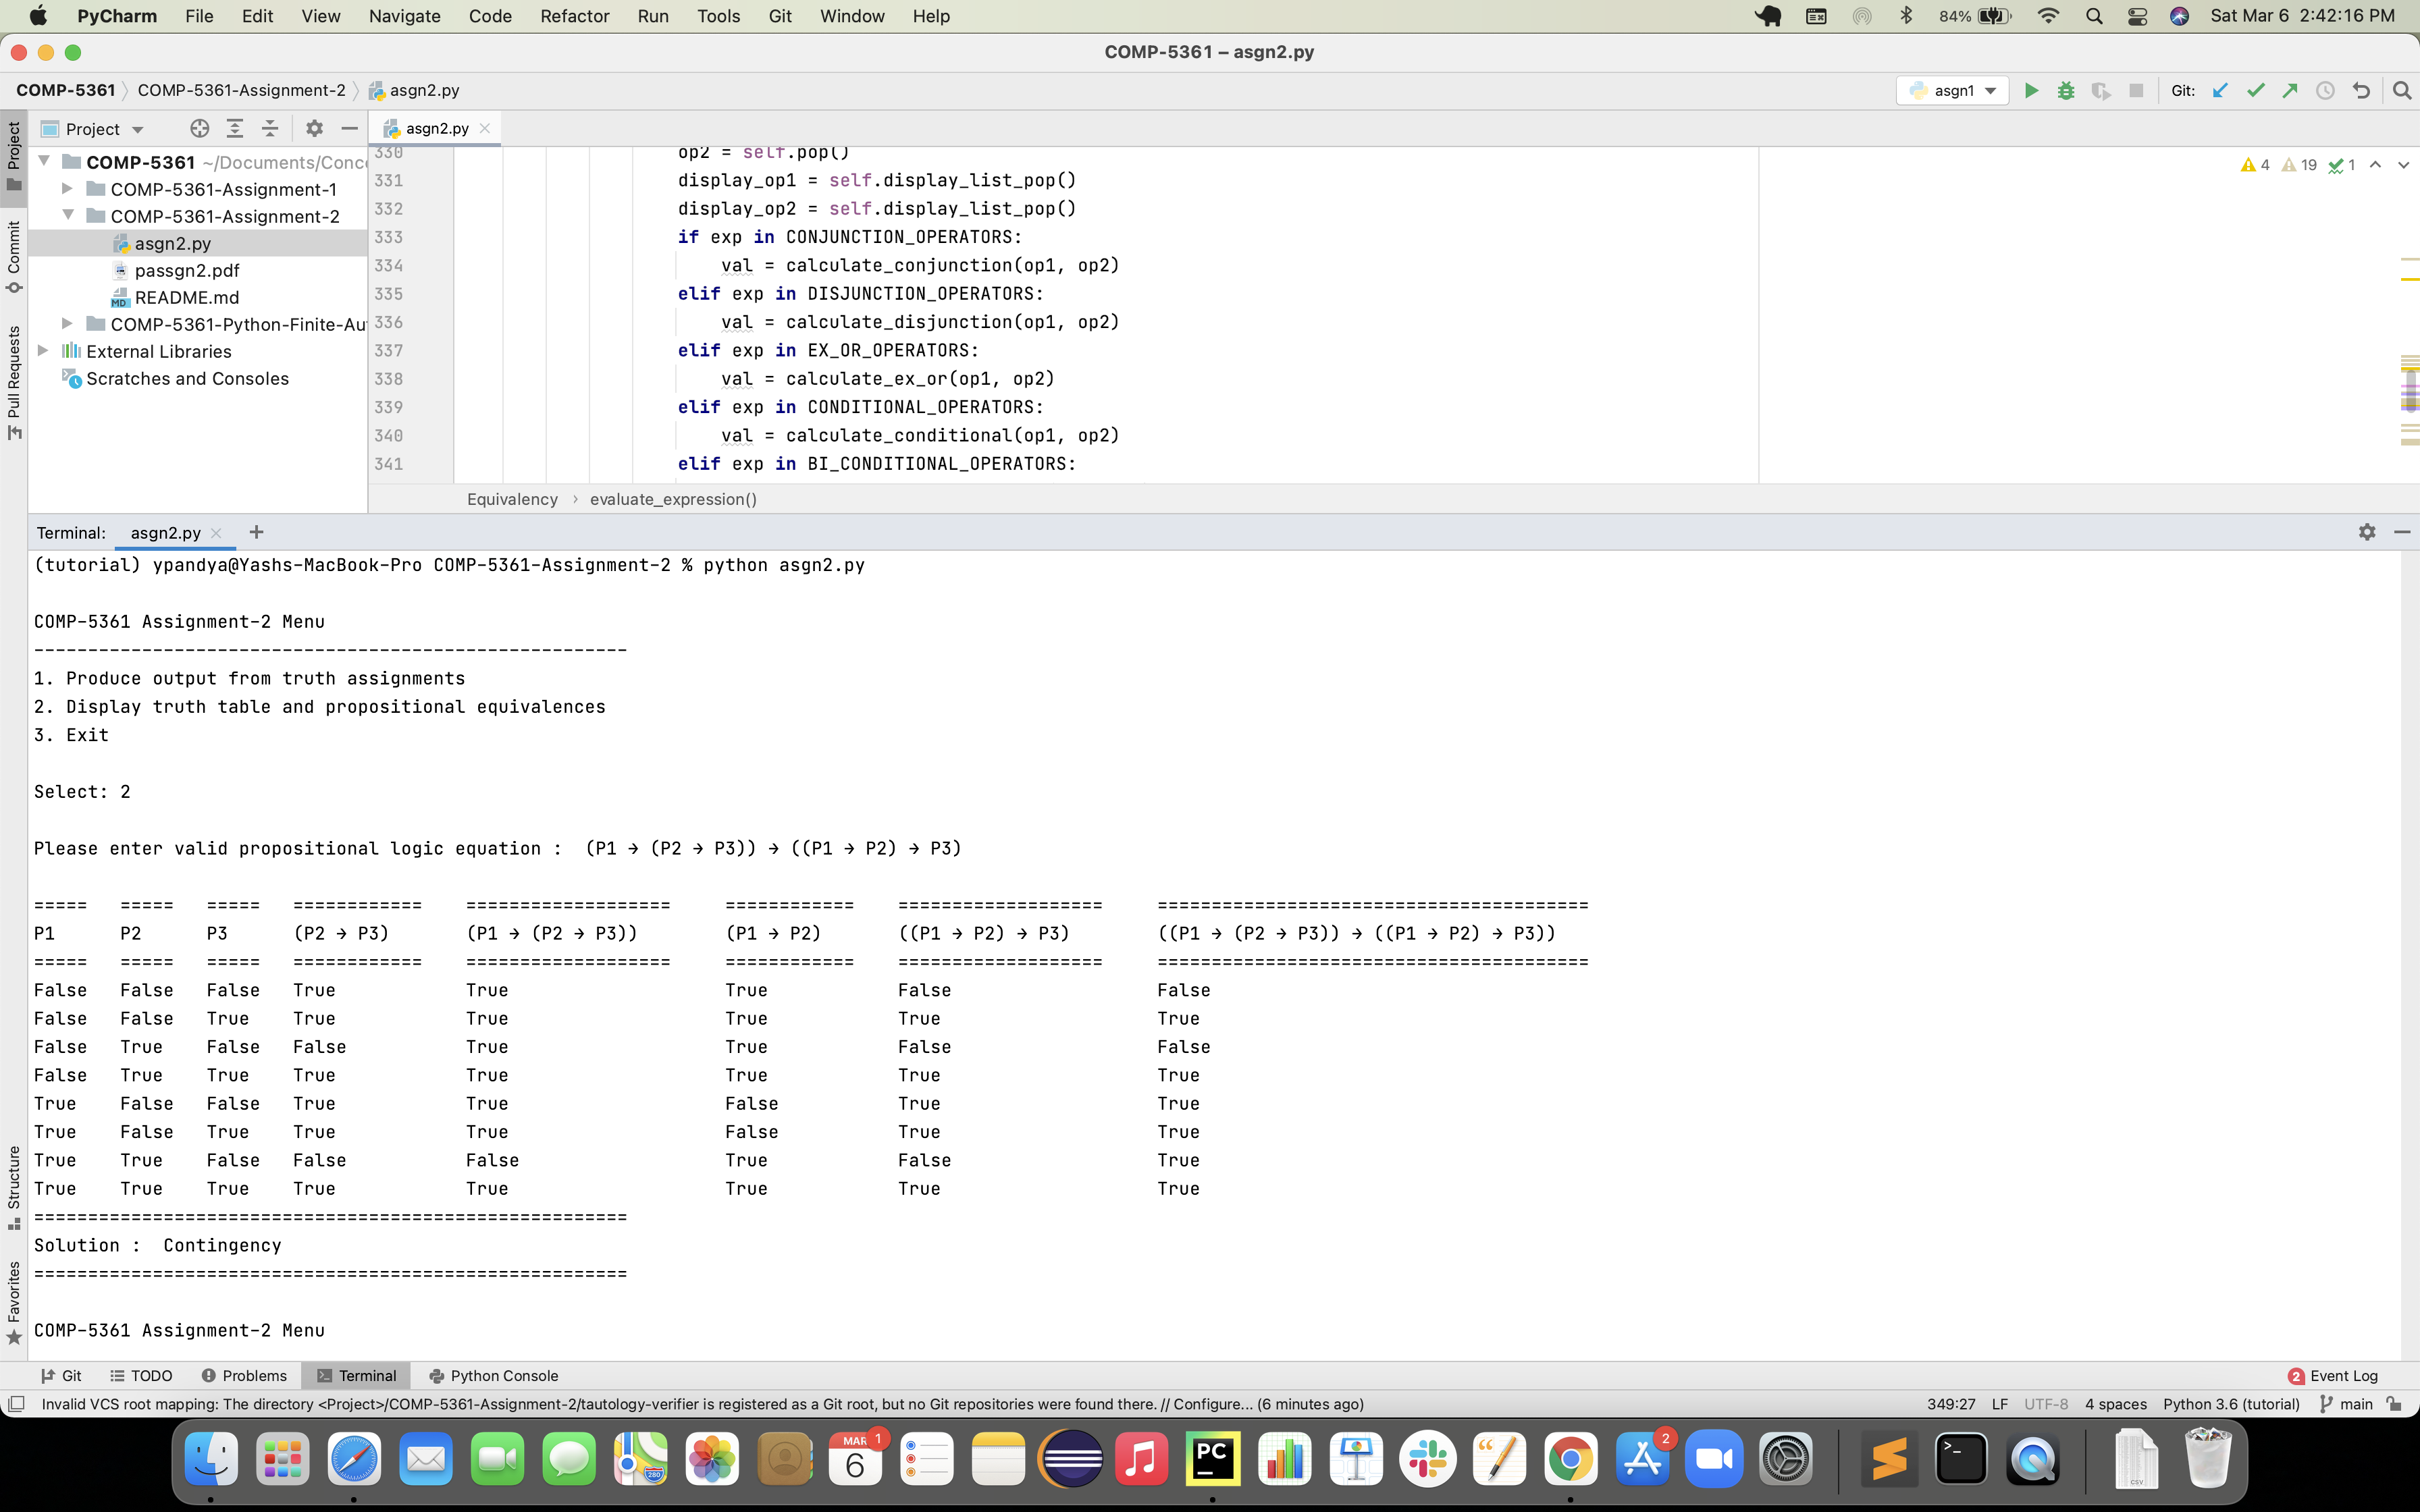 PyCharm File Edit View Navigate Code Refactor Run Tools Git Window Help 84% Sat Mar 6 2:42:16 PM
COMP-5361 – asgn2.py
COMP-5361 COMP-5361-Assignment-2 asgn2.py asgn1 Git:
Project
Commit
Pull Requests
Structure
Favorites
Project
COMP-5361 ~/Documents/Conc
COMP-5361-Assignment-1
COMP-5361-Assignment-2
asgn2.py
passgn2.pdf
README.md
COMP-5361-Python-Finite-Au
External Libraries
Scratches and Consoles
asgn2.py
4 19 1
330 op2 = self.pop()
331 display_op1 = self.display_list_pop()
332 display_op2 = self.display_list_pop()
333 if exp in CONJUNCTION_OPERATORS:
334 val = calculate_conjunction(op1, op2)
335 elif exp in DISJUNCTION_OPERATORS:
336 val = calculate_disjunction(op1, op2)
337 elif exp in EX_OR_OPERATORS:
338 val = calculate_ex_or(op1, op2)
339 elif exp in CONDITIONAL_OPERATORS:
340 val = calculate_conditional(op1, op2)
341 elif exp in BI_CONDITIONAL_OPERATORS:
Equivalency › evaluate_expression()
Terminal: asgn2.py
(tutorial) ypandya@Yashs-MacBook-Pro COMP-5361-Assignment-2 % python asgn2.py
COMP-5361 Assignment-2 Menu
-------------------------------------------------------
1. Produce output from truth assignments
2. Display truth table and propositional equivalences
3. Exit
Select: 2
Please enter valid propositional logic equation : (P1 → (P2 → P3)) → ((P1 → P2) → P3)
===== ===== ===== ============ =================== ============ =================== ========================================
P1 P2 P3 (P2 → P3) (P1 → (P2 → P3)) (P1 → P2) ((P1 → P2) → P3) ((P1 → (P2 → P3)) → ((P1 → P2) → P3))
===== ===== ===== ============ =================== ============ =================== ========================================
False False False True True True False False
False False True True True True True True
False True False False True True False False
False True True True True True True True
True False False True True False True True
True False True True True False True True
True True False False False True False True
True True True True True True True True
=======================================================
Solution : Contingency
=======================================================
COMP-5361 Assignment-2 Menu
Git TODO Problems Terminal Python Console 2 Event Log
Invalid VCS root mapping: The directory <Project>/COMP-5361-Assignment-2/tautology-verifier is registered as a Git root, but no Git repositories were found there. // Configure... (6 minutes ago) 349:27 LF UTF-8 4 spaces Python 3.6 (tutorial) main
MAR 1
6
280
PC
2
CSV